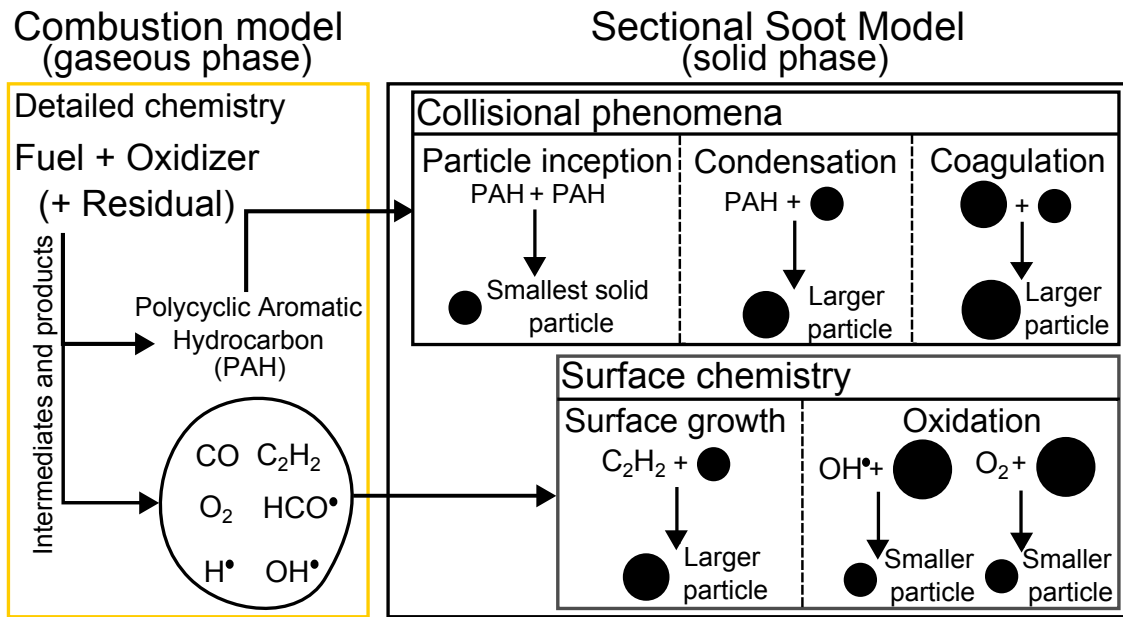 Combustion model
(gaseous phase)
Detailed chemistry
Fuel + Oxidizer
(+ Residual)
Intermediates and products
Polycyclic Aromatic
Hydrocarbon
(PAH)
CO C₂H₂
O₂ HCO•
H• OH•
Sectional Soot Model
(solid phase)
Collisional phenomena
Particle inception
PAH + PAH
Smallest solid
particle
Condensation
PAH +
Larger
particle
Coagulation
+
Larger
particle
Surface chemistry
Surface growth
C₂H₂ +
Larger
particle
Oxidation
OH•+
Smaller
particle
O₂ +
Smaller
particle